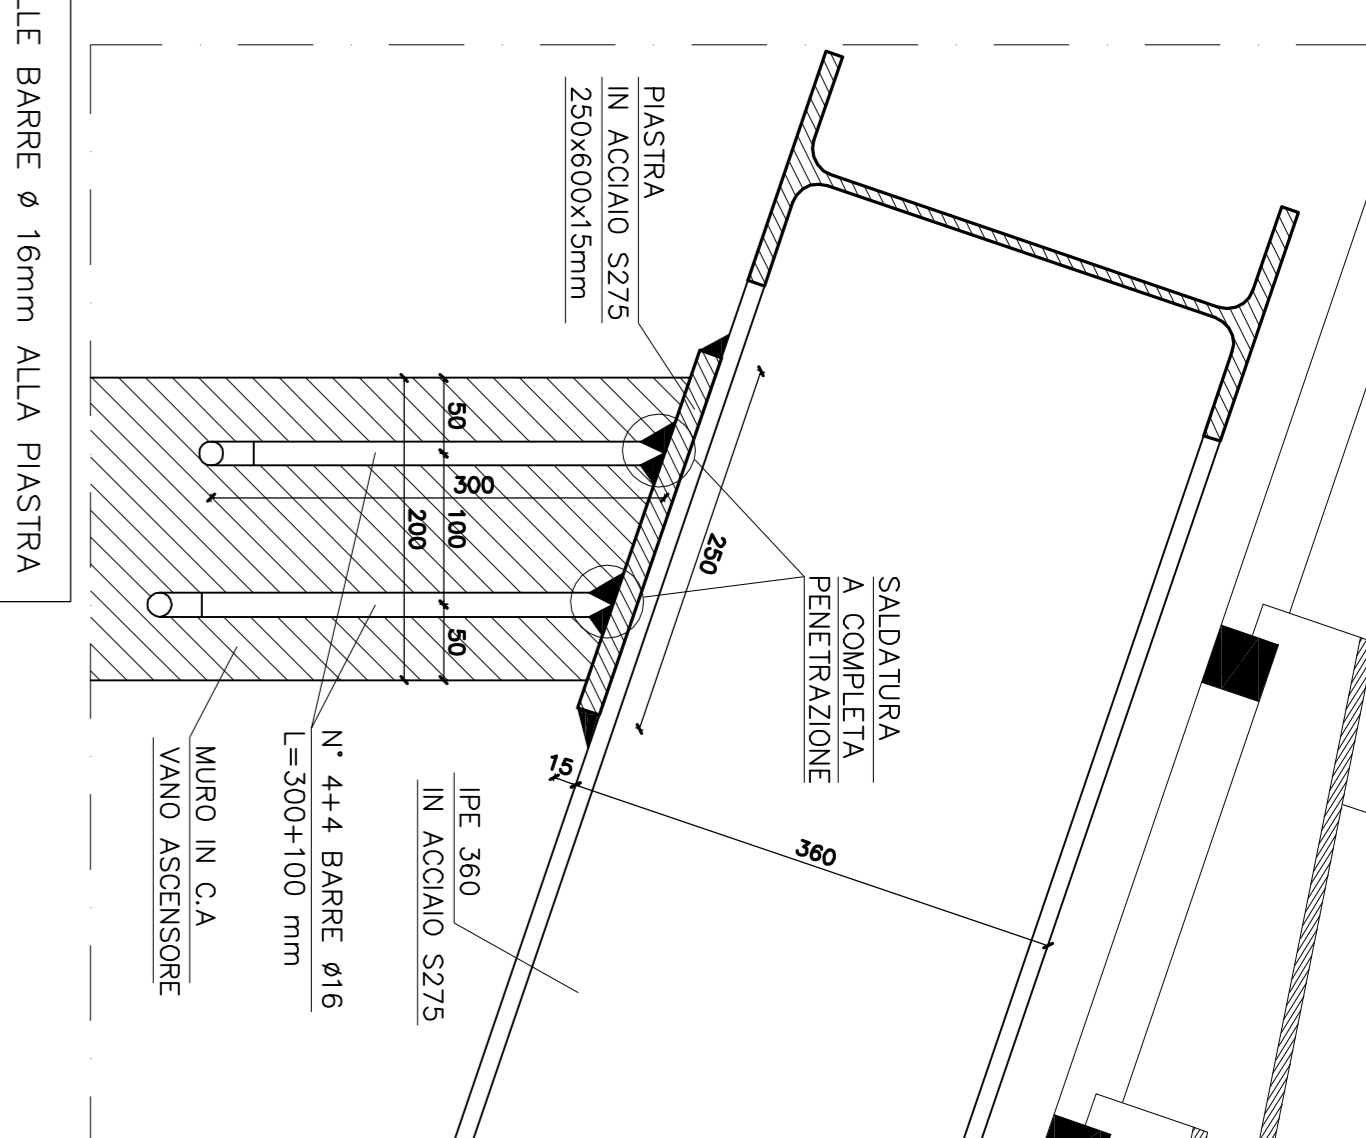 LLE BARRE ø 16mm ALLA PIASTRA
PIASTRA
IN ACCIAIO S275
250x600x15mm
SALDATURA
A COMPLETA
PENETRAZIONE
250
50
300
100
200
50
15
360
IPE 360
IN ACCIAIO S275
N° 4+4 BARRE ø16
L=300+100 mm
MURO IN C.A
VANO ASCENSORE